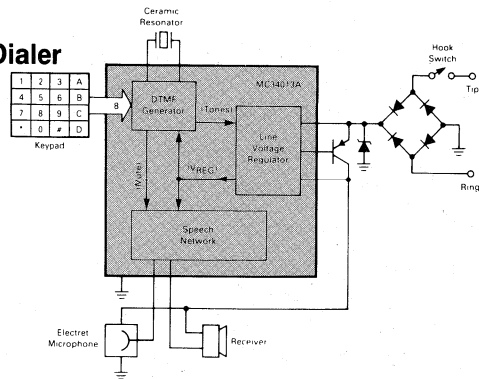 Ceramic
Resonator
Dialer
1 2 3 A
4 5 6 B
7 8 9 C
* 0 # D
Keypad
8
MC34013A
DTMF
Generator
(Tones)
Line
Voltage
Regulator
Hook
Switch
Tip
Ring
(Mute)
VREG
Speech
Network
Electret
Microphone
Receiver